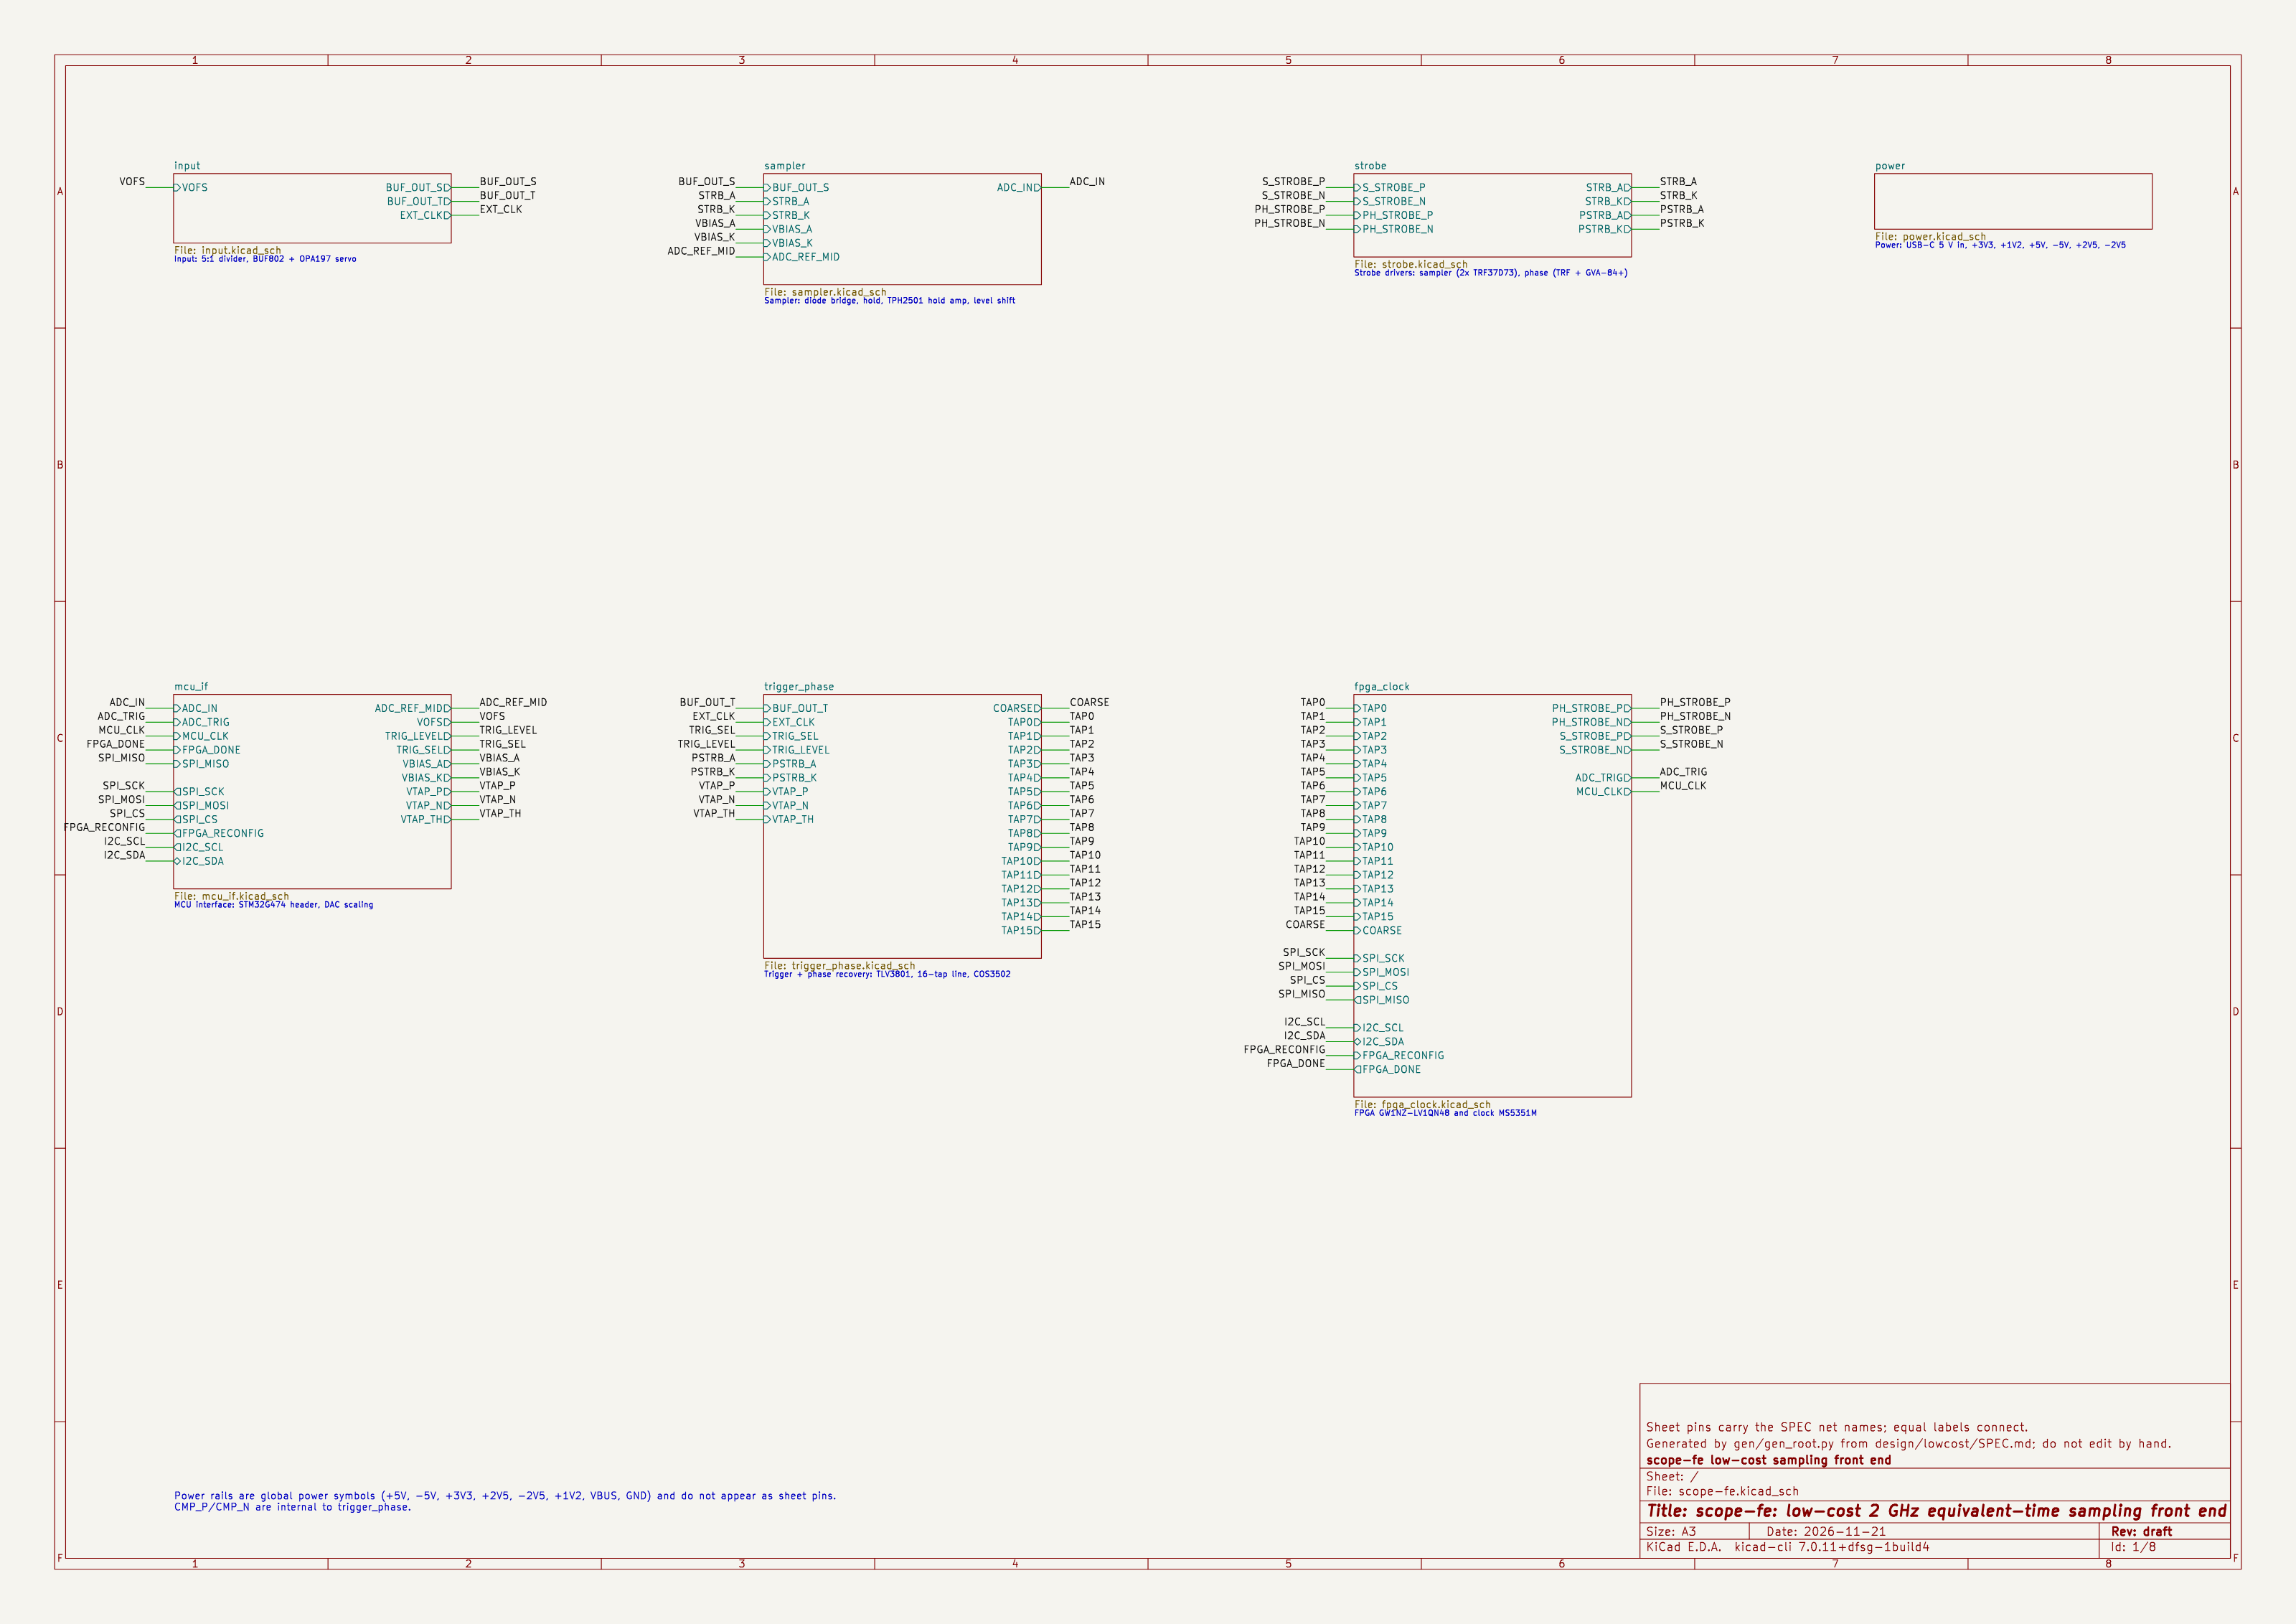 1 2 3 4 5 6 7 8
A
A
input
VOFS
VOFS
BUF_OUT_S
BUF_OUT_S
BUF_OUT_T
BUF_OUT_T
EXT_CLK
EXT_CLK
File: input.kicad_sch
Input: 5:1 divider, BUF802 + OPA197 servo
sampler
BUF_OUT_S
BUF_OUT_S
ADC_IN
ADC_IN
STRB_A
STRB_A
STRB_K
STRB_K
VBIAS_A
VBIAS_A
VBIAS_K
VBIAS_K
ADC_REF_MID
ADC_REF_MID
File: sampler.kicad_sch
Sampler: diode bridge, hold, TPH2501 hold amp, level shift
strobe
S_STROBE_P
S_STROBE_P
STRB_A
STRB_A
S_STROBE_N
S_STROBE_N
STRB_K
STRB_K
PH_STROBE_P
PH_STROBE_P
PSTRB_A
PSTRB_A
PH_STROBE_N
PH_STROBE_N
PSTRB_K
PSTRB_K
File: strobe.kicad_sch
Strobe drivers: sampler (2x TRF37D73), phase (TRF + GVA-84+)
power
File: power.kicad_sch
Power: USB-C 5 V in, +3V3, +1V2, +5V, -5V, +2V5, -2V5
B
B
C
C
mcu_if
ADC_IN
ADC_IN
ADC_REF_MID
ADC_REF_MID
ADC_TRIG
ADC_TRIG
VOFS
VOFS
MCU_CLK
MCU_CLK
TRIG_LEVEL
TRIG_LEVEL
FPGA_DONE
FPGA_DONE
TRIG_SEL
TRIG_SEL
SPI_MISO
SPI_MISO
VBIAS_A
VBIAS_A
VBIAS_K
VBIAS_K
SPI_SCK
SPI_SCK
VTAP_P
VTAP_P
SPI_MOSI
SPI_MOSI
VTAP_N
VTAP_N
SPI_CS
SPI_CS
VTAP_TH
VTAP_TH
FPGA_RECONFIG
FPGA_RECONFIG
I2C_SCL
I2C_SCL
I2C_SDA
I2C_SDA
File: mcu_if.kicad_sch
MCU interface: STM32G474 header, DAC scaling
trigger_phase
BUF_OUT_T
BUF_OUT_T
COARSE
COARSE
EXT_CLK
EXT_CLK
TAP0
TAP0
TRIG_SEL
TRIG_SEL
TAP1
TAP1
TRIG_LEVEL
TRIG_LEVEL
TAP2
TAP2
PSTRB_A
PSTRB_A
TAP3
TAP3
PSTRB_K
PSTRB_K
TAP4
TAP4
VTAP_P
VTAP_P
TAP5
TAP5
VTAP_N
VTAP_N
TAP6
TAP6
VTAP_TH
VTAP_TH
TAP7
TAP7
TAP8
TAP8
TAP9
TAP9
TAP10
TAP10
TAP11
TAP11
TAP12
TAP12
TAP13
TAP13
TAP14
TAP14
TAP15
TAP15
File: trigger_phase.kicad_sch
Trigger + phase recovery: TLV3801, 16-tap line, COS3502
fpga_clock
TAP0
TAP0
PH_STROBE_P
PH_STROBE_P
TAP1
TAP1
PH_STROBE_N
PH_STROBE_N
TAP2
TAP2
S_STROBE_P
S_STROBE_P
TAP3
TAP3
S_STROBE_N
S_STROBE_N
TAP4
TAP4
TAP5
TAP5
ADC_TRIG
ADC_TRIG
TAP6
TAP6
MCU_CLK
MCU_CLK
TAP7
TAP7
TAP8
TAP8
TAP9
TAP9
TAP10
TAP10
TAP11
TAP11
TAP12
TAP12
TAP13
TAP13
TAP14
TAP14
TAP15
TAP15
COARSE
COARSE
SPI_SCK
SPI_SCK
SPI_MOSI
SPI_MOSI
SPI_CS
SPI_CS
SPI_MISO
SPI_MISO
I2C_SCL
I2C_SCL
I2C_SDA
I2C_SDA
FPGA_RECONFIG
FPGA_RECONFIG
FPGA_DONE
FPGA_DONE
File: fpga_clock.kicad_sch
FPGA GW1NZ-LV1QN48 and clock MS5351M
D
D
E
E
Power rails are global power symbols (+5V, -5V, +3V3, +2V5, -2V5, +1V2, VBUS, GND) and do not appear as sheet pins.
CMP_P/CMP_N are internal to trigger_phase.
Sheet pins carry the SPEC net names; equal labels connect.
Generated by gen/gen_root.py from design/lowcost/SPEC.md; do not edit by hand.
scope-fe low-cost sampling front end
Sheet: /
File: scope-fe.kicad_sch
Title: scope-fe: low-cost 2 GHz equivalent-time sampling front end
Size: A3 Date: 2026-11-21 Rev: draft
KiCad E.D.A. kicad-cli 7.0.11+dfsg-1build4 Id: 1/8
F
F
1 2 3 4 5 6 7 8